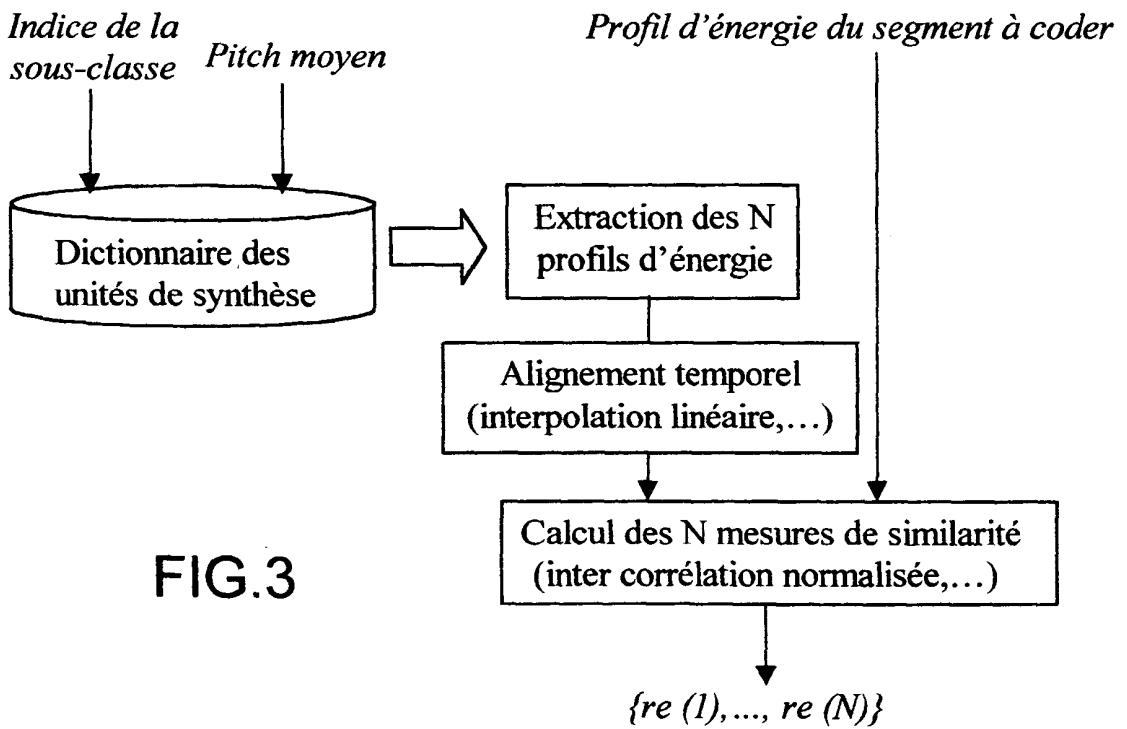 Indice de la
sous-classe
Pitch moyen
Profil d'énergie du segment à coder
Dictionnaire des
unités de synthèse
Extraction des N
profils d'énergie
Alignement temporel
(interpolation linéaire,…)
Calcul des N mesures de similarité
(inter corrélation normalisée,…)
FIG.3
{re (1),..., re (N)}